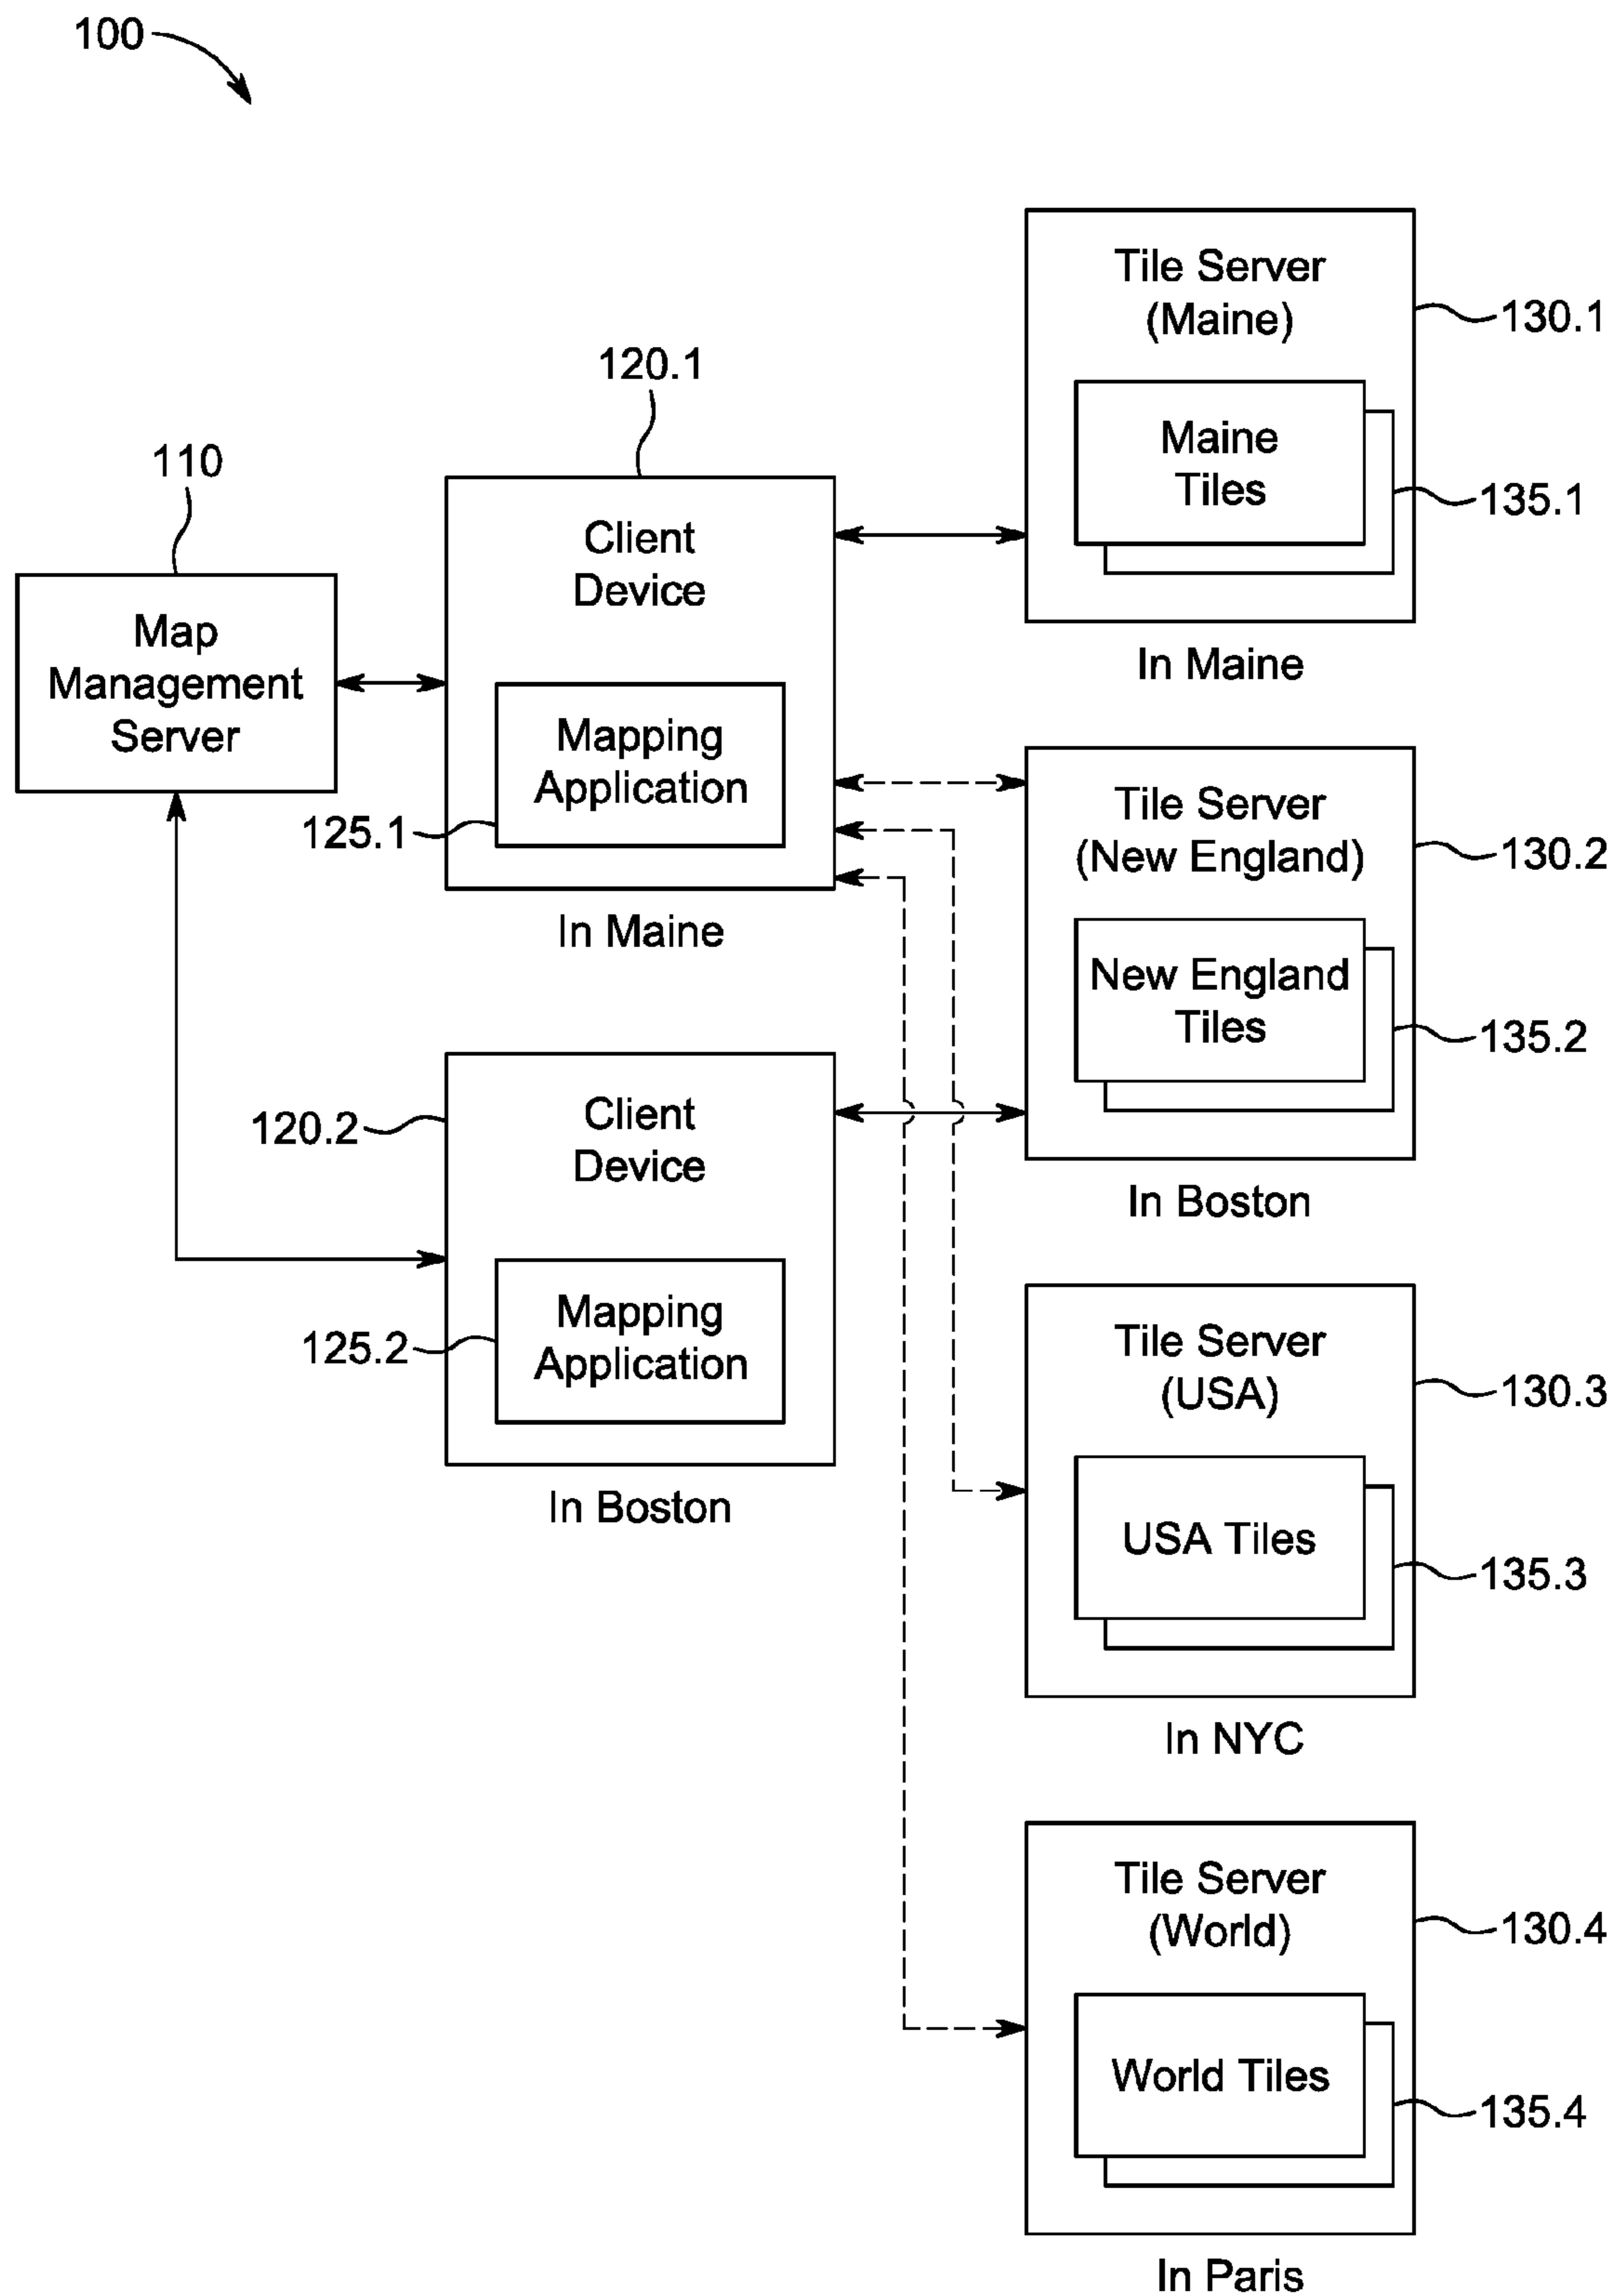 100
Tile Server
(Maine)
130.1
Maine
Tiles
135.1
In Maine
120.1
110
Client
Device
Map
Management
Server
Mapping
Application
125.1
In Maine
Tile Server
(New England)
130.2
New England
Tiles
135.2
In Boston
120.2
Client
Device
Mapping
Application
125.2
In Boston
Tile Server
(USA)
130.3
USA Tiles
135.3
In NYC
Tile Server
(World)
130.4
World Tiles
135.4
In Paris